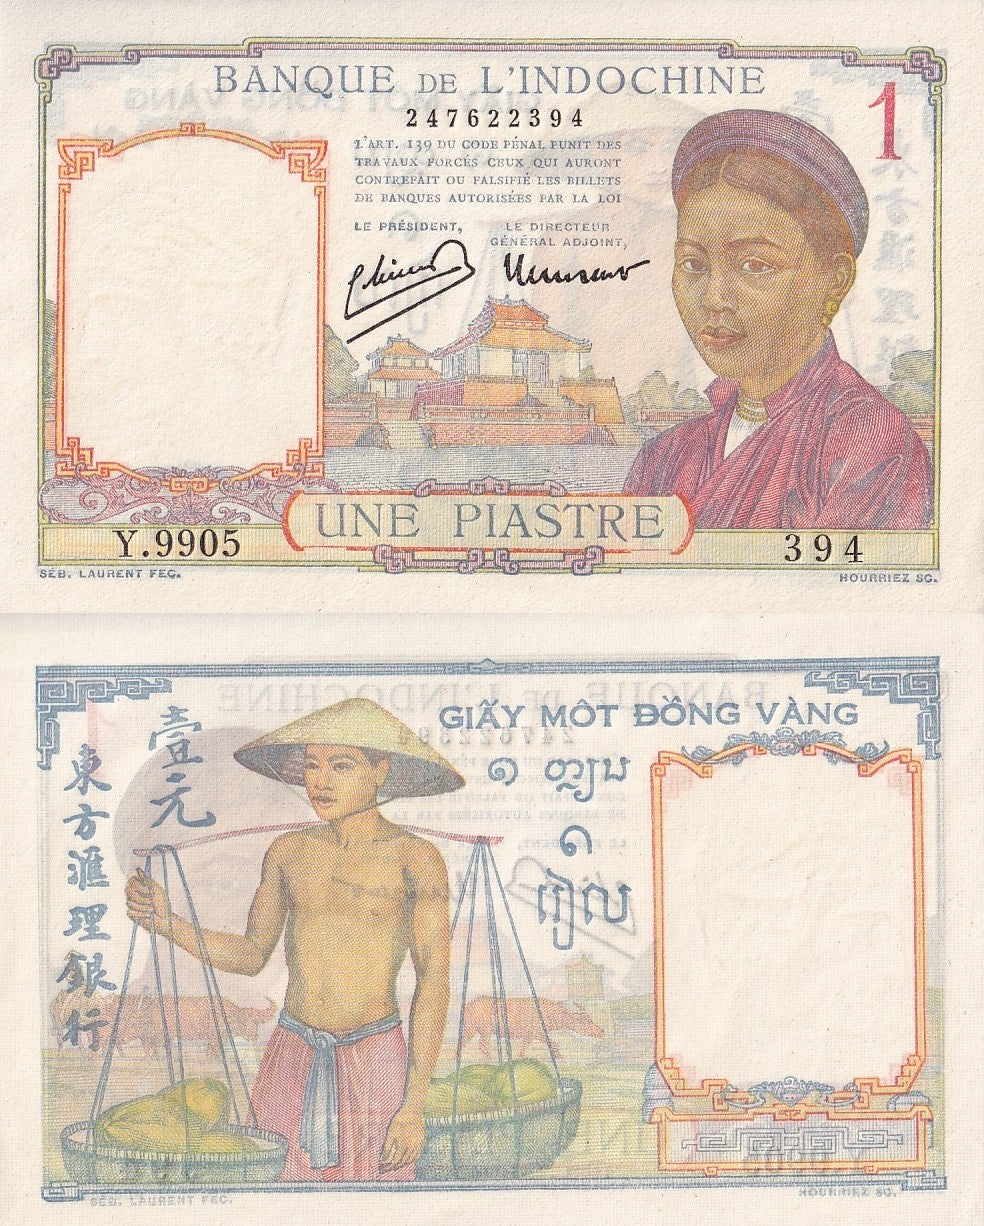 BANQUE DE L'INDOCHINE
247622394
1
L'ART. 139 DU CODE PÉNAL PUNIT DES
TRAVAUX FORCÉS CEUX QUI AURONT
CONTREFAIT OU FALSIFIÉ LES BILLETS
DE BANQUES AUTORISÉES PAR LA LOI
LE PRÉSIDENT,
LE DIRECTEUR
GÉNÉRAL ADJOINT,
UNE PIASTRE
Y.9905
394
SÉB. LAURENT FEC.
HOURRIEZ SC.
GIẤY MỘT ĐỒNG VÀNG
壹元
東方滙理銀行
SÉB. LAURENT FEC.
HOURRIEZ SC.